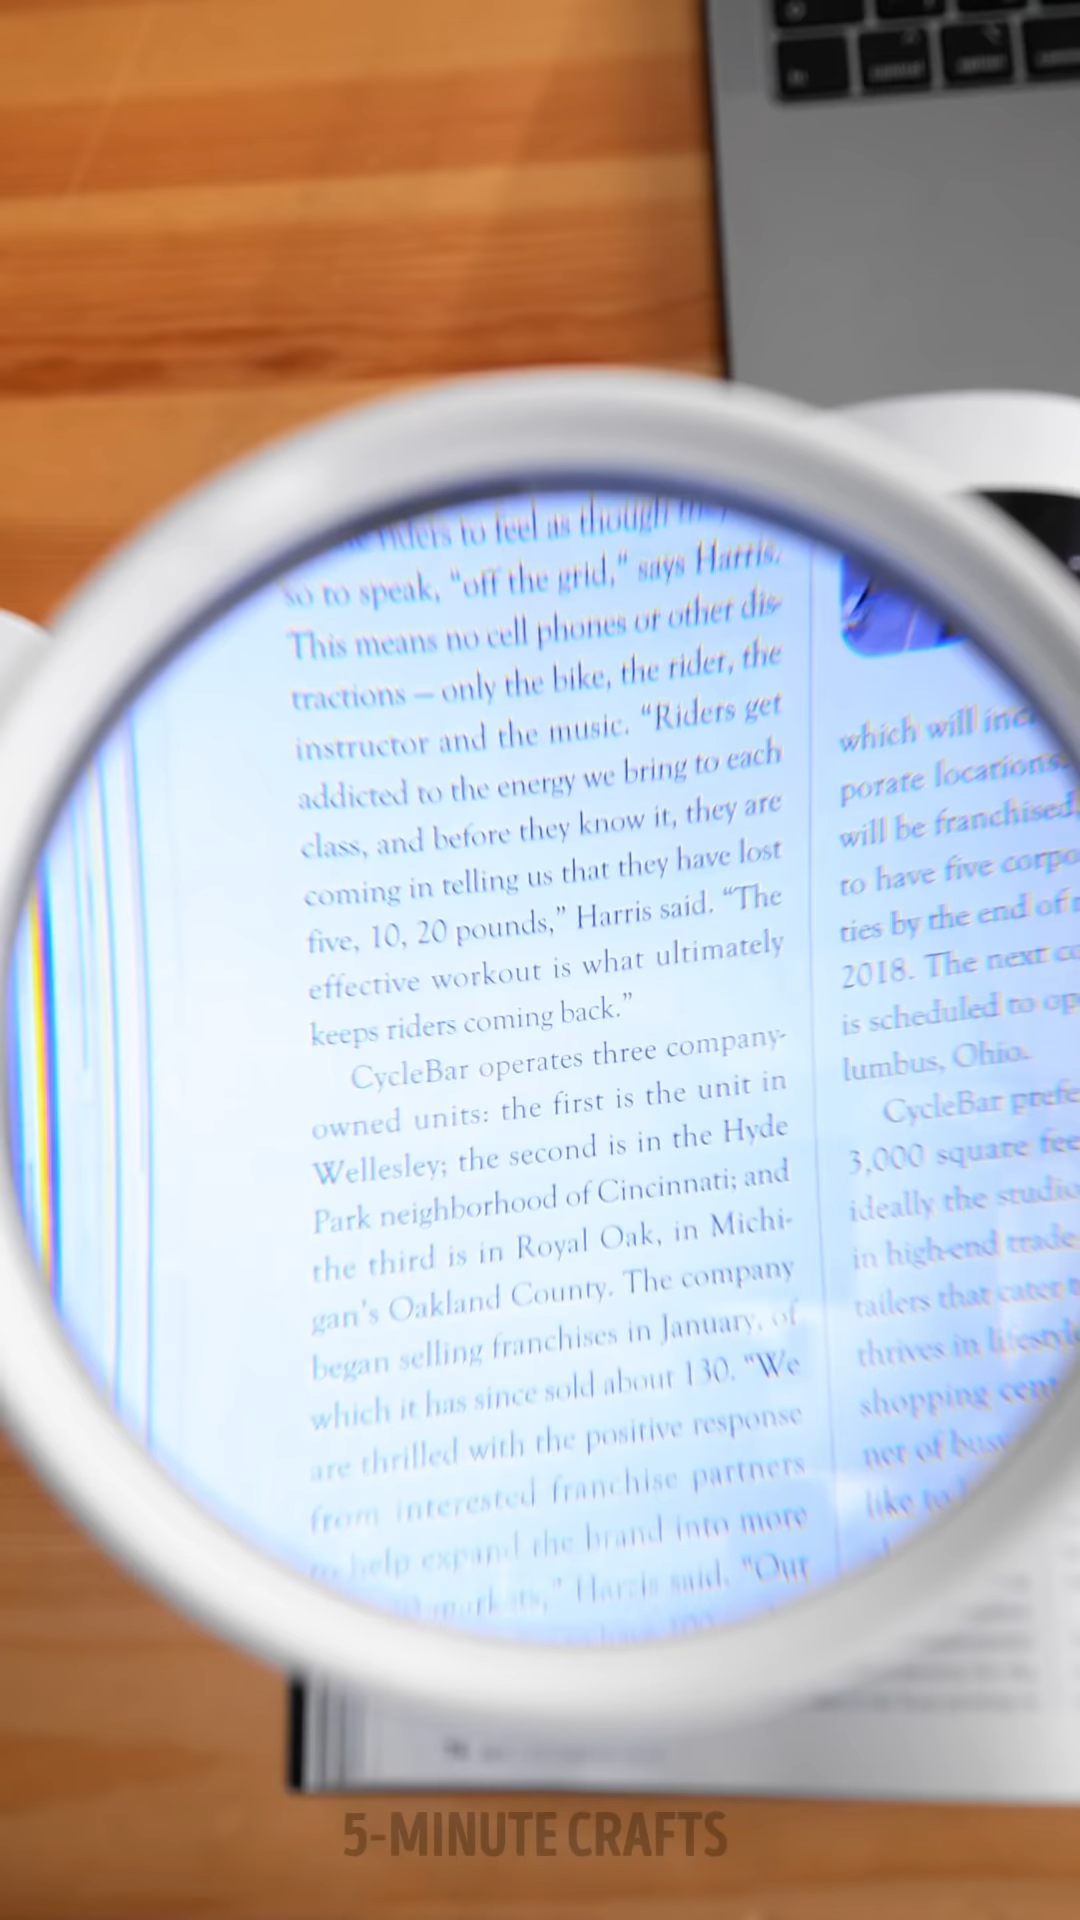 riders to feel as though
so to speak, “off the grid,” says Harris.
This means no cell phones or other dis-
tractions — only the bike, the rider, the
instructor and the music. “Riders get
addicted to the energy we bring to each
class, and before they know it, they are
coming in telling us that they have lost
five, 10, 20 pounds,” Harris said. “The
effective workout is what ultimately
keeps riders coming back.”
CycleBar operates three company-
owned units: the first is the unit in
Wellesley; the second is in the Hyde
Park neighborhood of Cincinnati; and
the third is in Royal Oak, in Michi-
gan’s Oakland County. The company
began selling franchises in January, of
which it has since sold about 130. “We
are thrilled with the positive response
from interested franchise partners
to help expand the brand into more
Harris said. “Our
which will
porate locations
will be franchised,
to have five
ties by the end of
2018. The next
is scheduled to
lumbus, Ohio.
CycleBar
3,000 square
ideally the
in high-end trade
tailers that cater
thrives in
shopping
ner of
like to
5-MINUTE CRAFTS